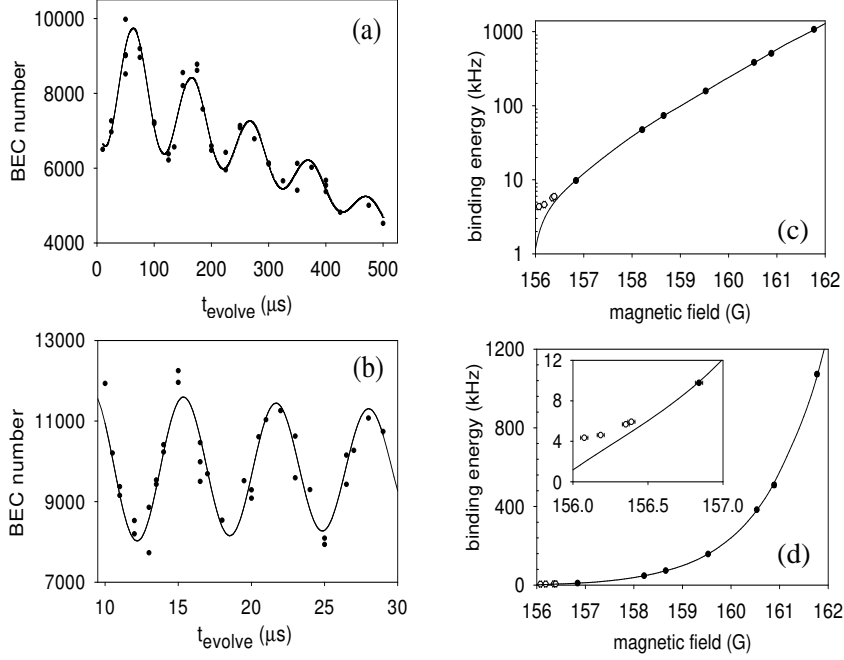 (a)
BEC number
10000
8000
6000
4000
0 100 200 300 400 500
t_evolve (µs)
(b)
BEC number
13000
11000
9000
7000
10 15 20 25 30
t_evolve (µs)
(c)
binding energy (kHz)
1000
100
10
1
156 157 158 159 160 161 162
magnetic field (G)
(d)
binding energy (kHz)
1200
800
400
0
12
8
4
0
156.0 156.5 157.0
156 157 158 159 160 161 162
magnetic field (G)